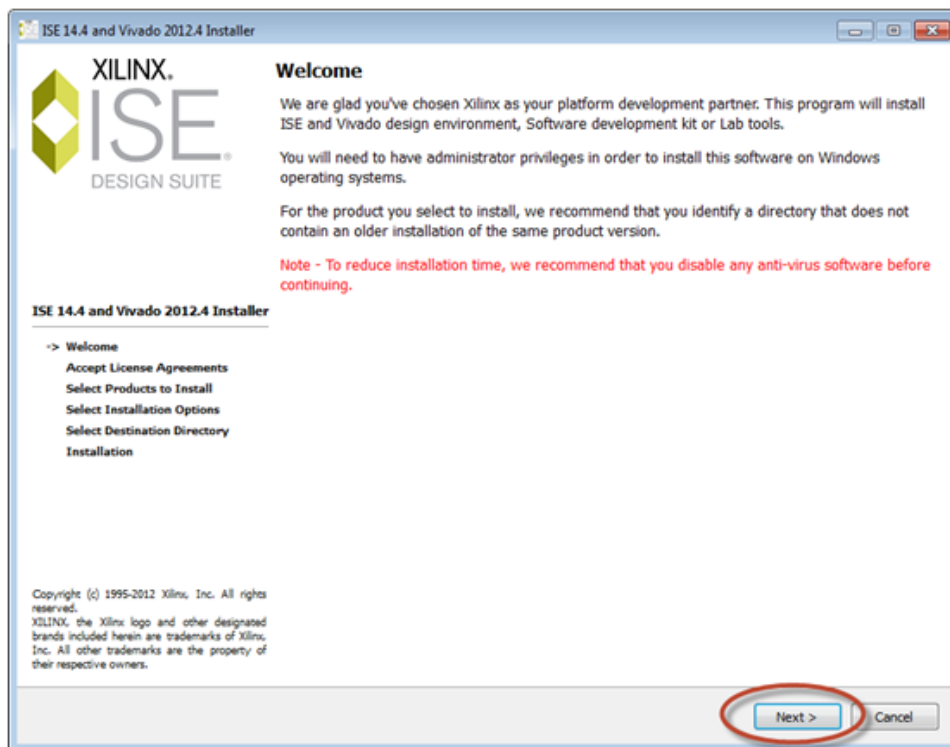 ISE 14.4 and Vivado 2012.4 Installer
XILINX®
ISE®
DESIGN SUITE
Welcome
We are glad you've chosen Xilinx as your platform development partner. This program will install
ISE and Vivado design environment, Software development kit or Lab tools.
You will need to have administrator privileges in order to install this software on Windows
operating systems.
For the product you select to install, we recommend that you identify a directory that does not
contain an older installation of the same product version.
Note - To reduce installation time, we recommend that you disable any anti-virus software before
continuing.
ISE 14.4 and Vivado 2012.4 Installer
-> Welcome
Accept License Agreements
Select Products to Install
Select Installation Options
Select Destination Directory
Installation
Copyright (c) 1995-2012 Xilinx, Inc. All rights
reserved.
XILINX, the Xilinx logo and other designated
brands included herein are trademarks of Xilinx,
Inc. All other trademarks are the property of
their respective owners.
Next >
Cancel